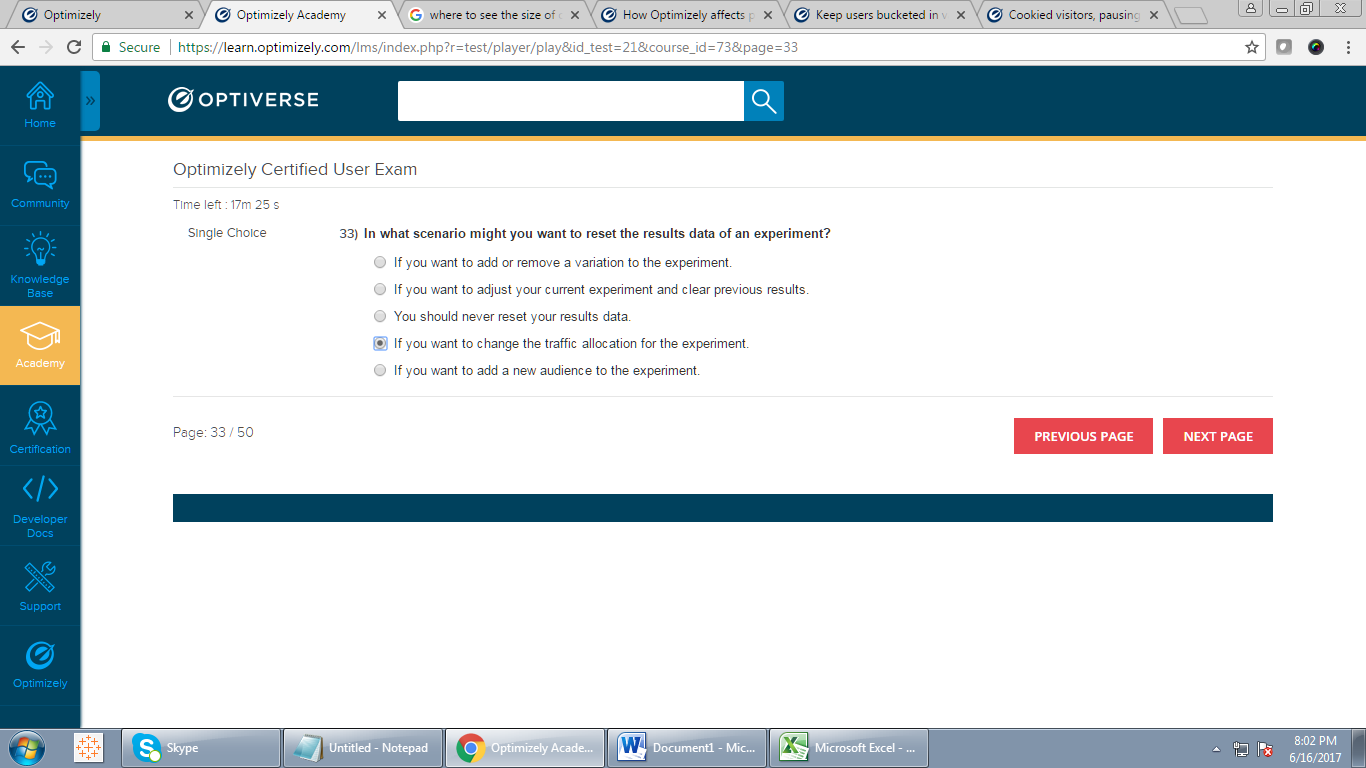 Optimizely
Optimizely Academy
where to see the size of
How Optimizely affects p
Keep users bucketed in v
Cookied visitors, pausing
Secure
https://learn.optimizely.com/lms/index.php?r=test/player/play&id_test=21&course_id=73&page=33
Home
Community
Knowledge
Base
Academy
Certification
Developer
Docs
Support
Optimizely
OPTIVERSE
Optimizely Certified User Exam
Time left : 17m 25 s
Single Choice
33) In what scenario might you want to reset the results data of an experiment?
If you want to add or remove a variation to the experiment.
If you want to adjust your current experiment and clear previous results.
You should never reset your results data.
If you want to change the traffic allocation for the experiment.
If you want to add a new audience to the experiment.
Page: 33 / 50
PREVIOUS PAGE
NEXT PAGE
Skype
Untitled - Notepad
Optimizely Acade...
Document1 - Mic...
Microsoft Excel - ...
8:02 PM
6/16/2017